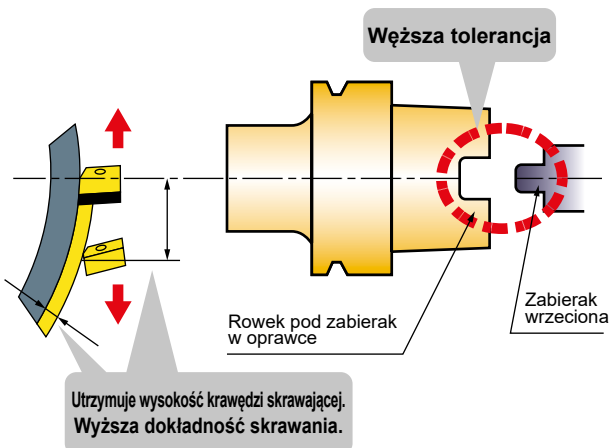 Węższa tolerancja
Rowek pod zabierak
w oprawce
Zabierak
wrzeciona
Utrzymuje wysokość krawędzi skrawającej.
Wyższa dokładność skrawania.